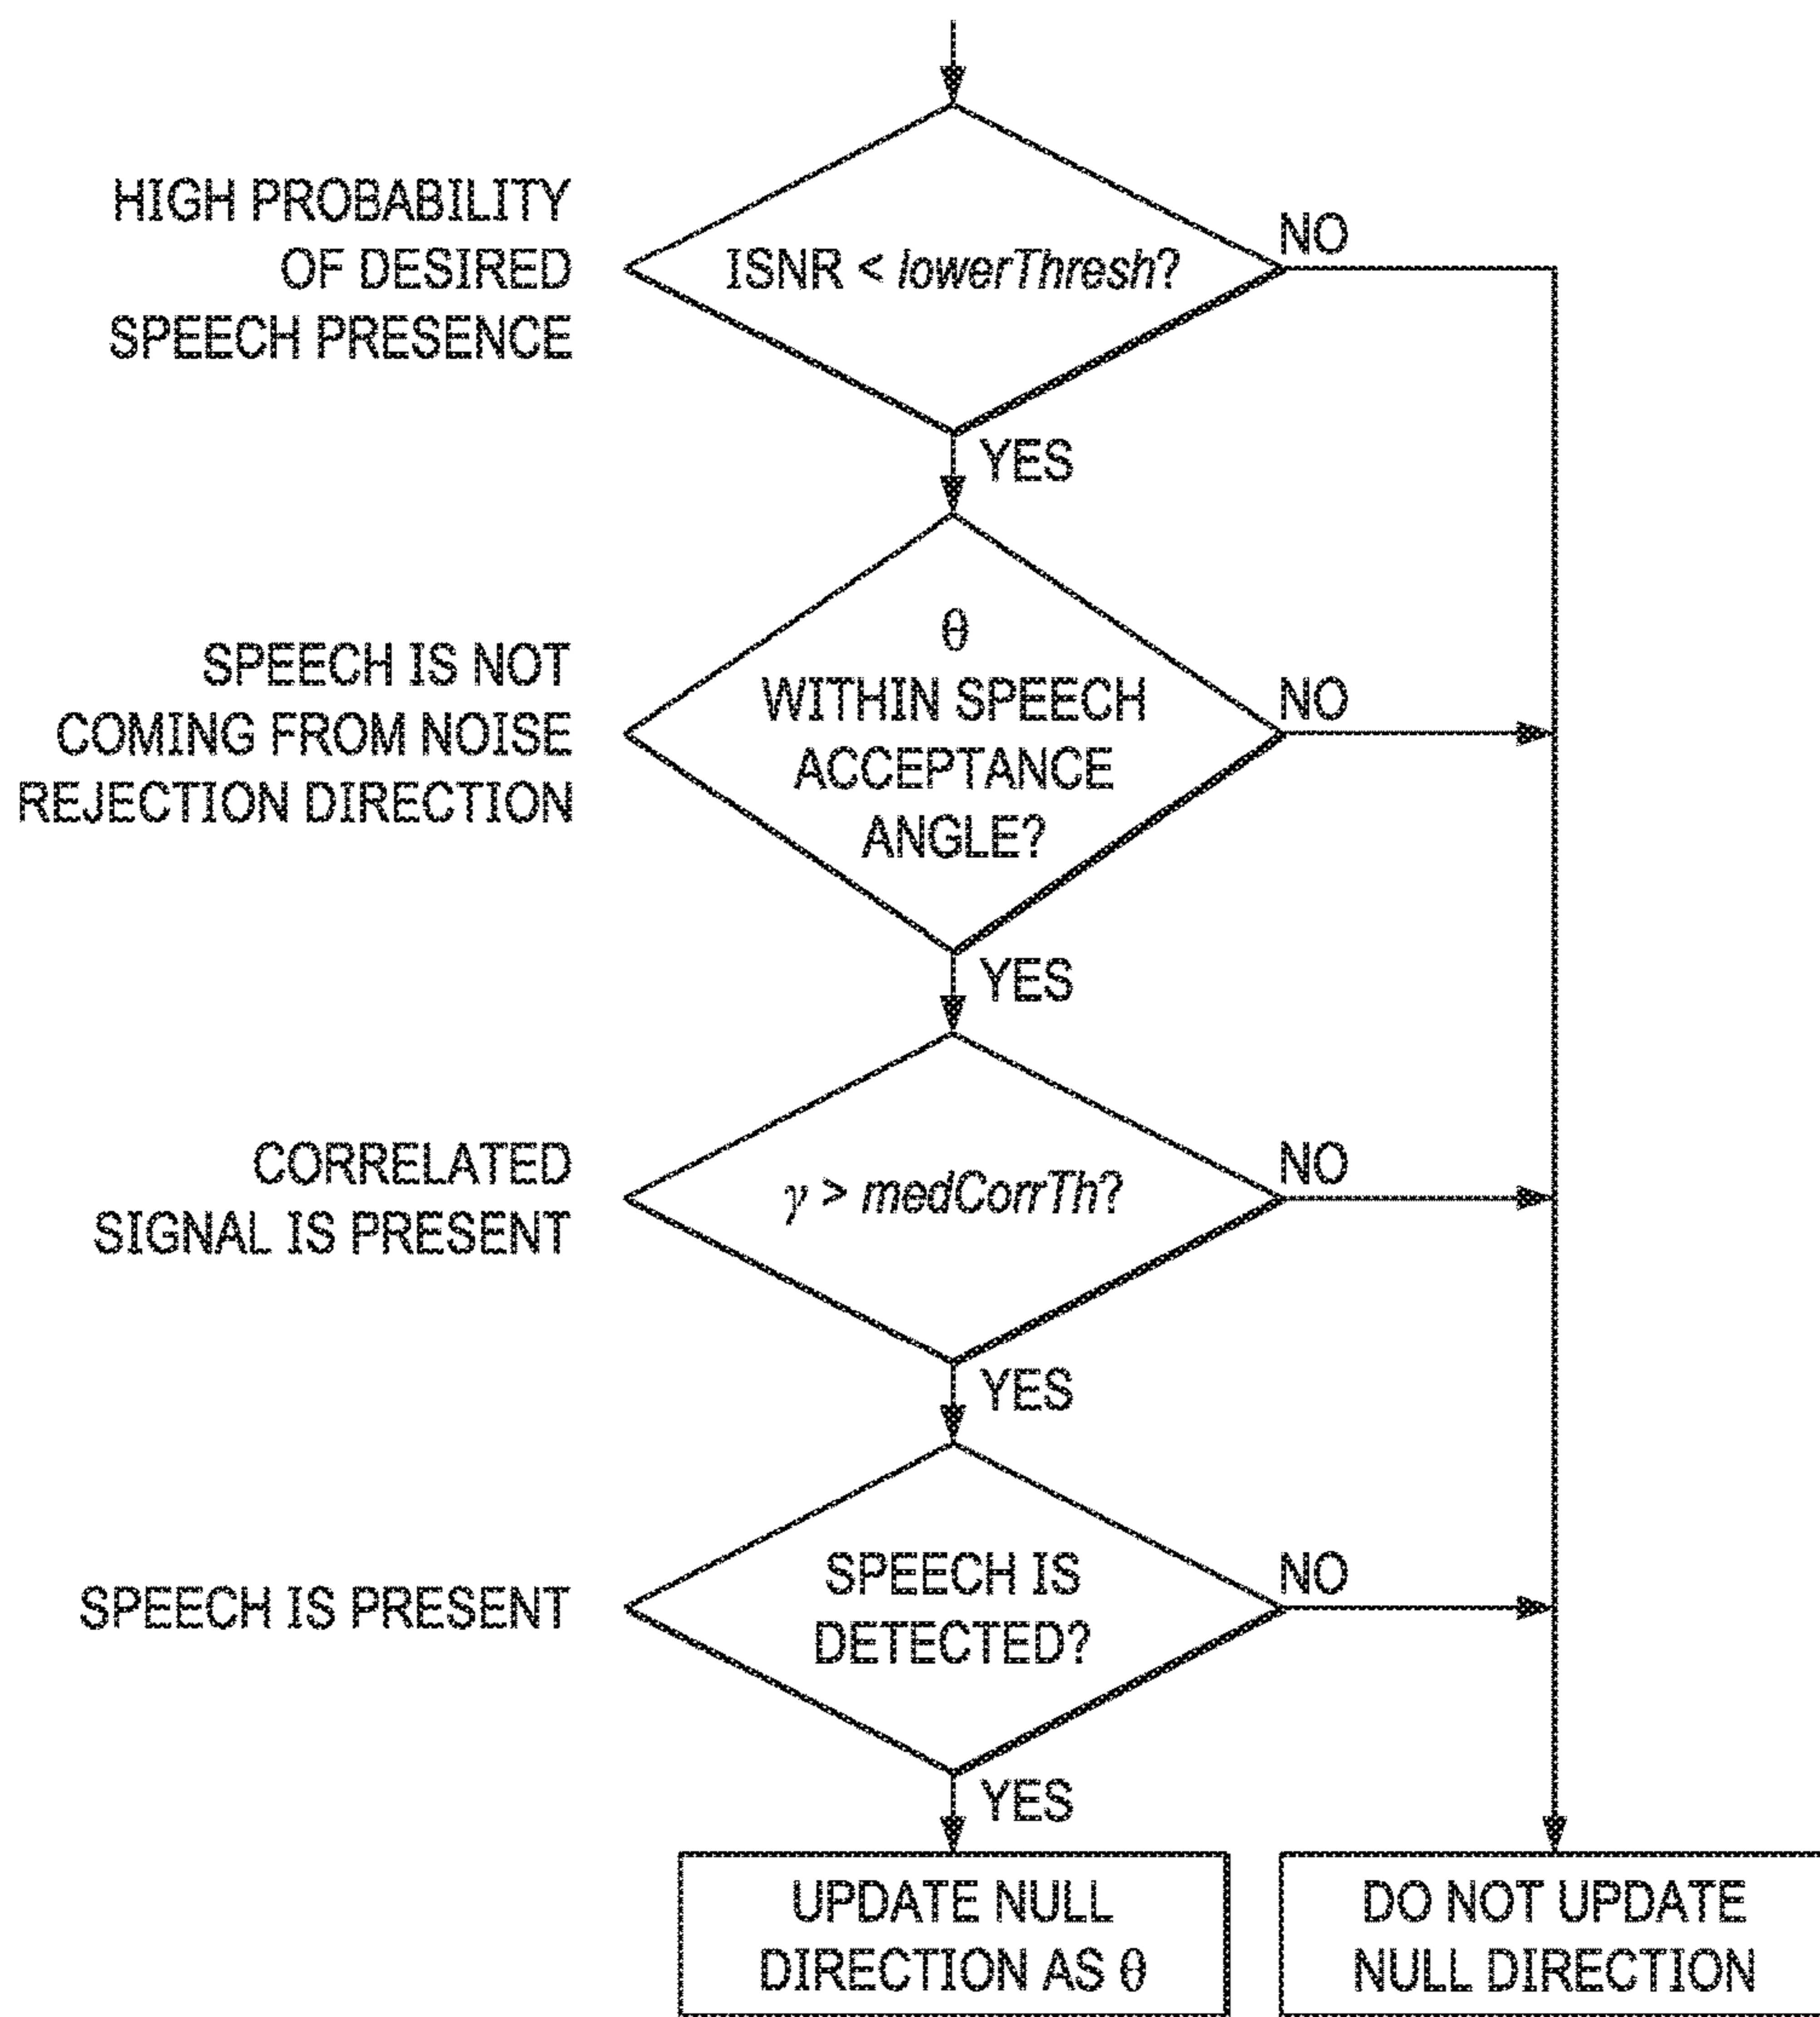 HIGH PROBABILITY
OF DESIRED
SPEECH PRESENCE
ISNR < lowerThresh?
NO
YES
SPEECH IS NOT
COMING FROM NOISE
REJECTION DIRECTION
θ
WITHIN SPEECH
ACCEPTANCE
ANGLE?
NO
YES
CORRELATED
SIGNAL IS PRESENT
γ > medCorrTh?
NO
YES
SPEECH IS PRESENT
SPEECH IS
DETECTED?
NO
YES
UPDATE NULL
DIRECTION AS θ
DO NOT UPDATE
NULL DIRECTION